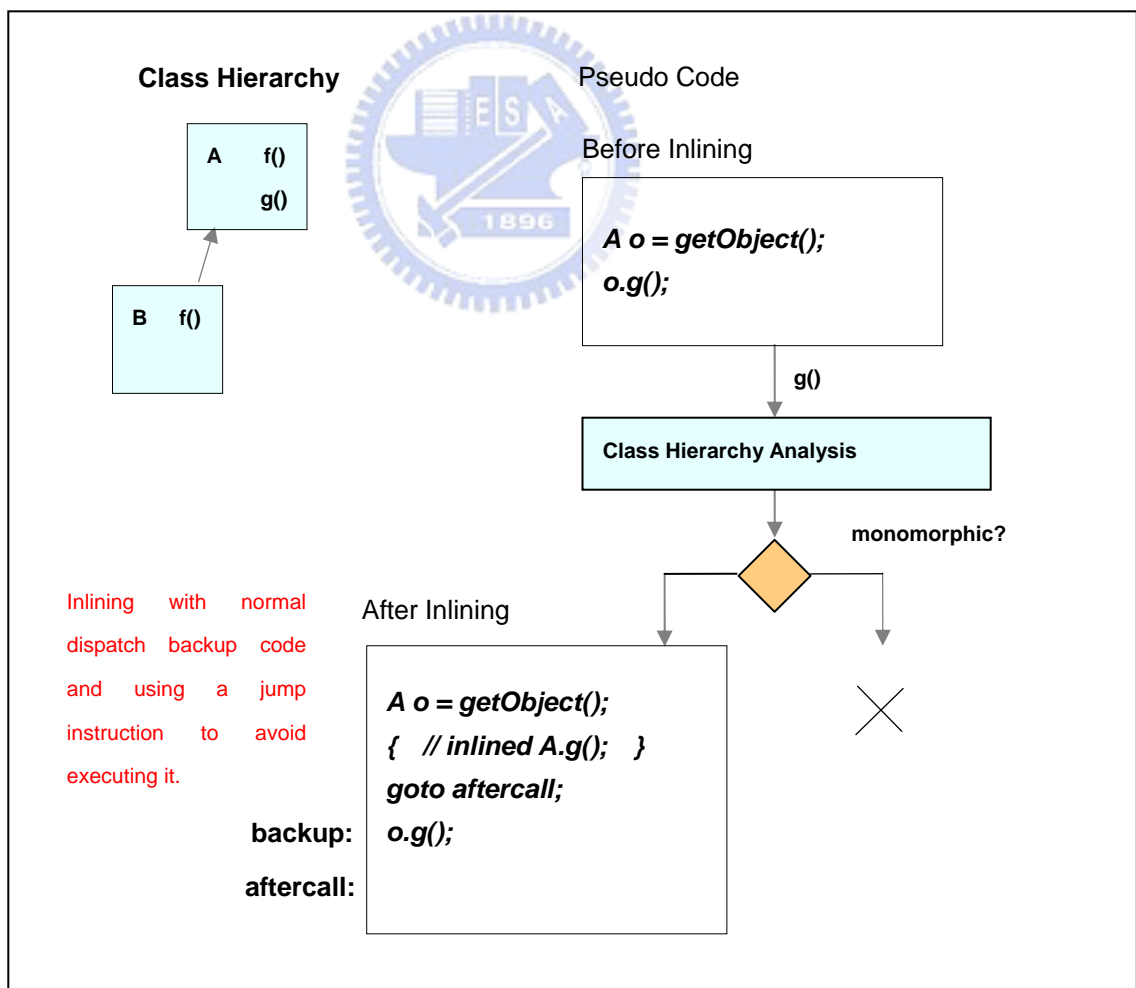 Class Hierarchy
Pseudo Code
ESA
1896
A f()
g()
B f()
Before Inlining
A o = getObject();
o.g();
g()
Class Hierarchy Analysis
monomorphic?
Inlining with normal
dispatch backup code
and using a jump
instruction to avoid
executing it.
After Inlining
A o = getObject();
{ // inlined A.g(); }
goto aftercall;
backup: o.g();
aftercall: